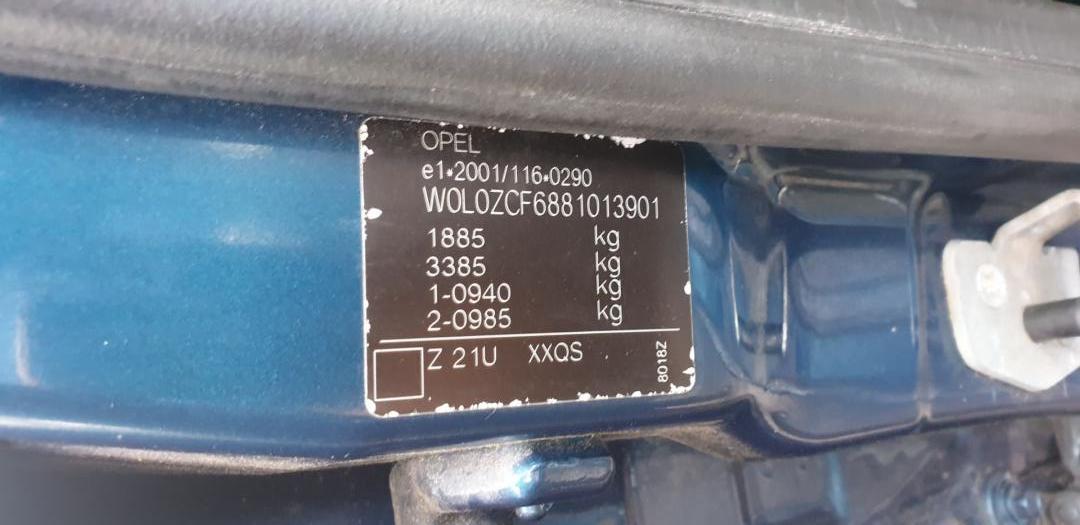 OPEL
e1*2001/116*0290
W0L0ZCF6881013901
1885 kg
3385 kg
1-0940 kg
2-0985 kg
Z 21U XXQS
8018Z